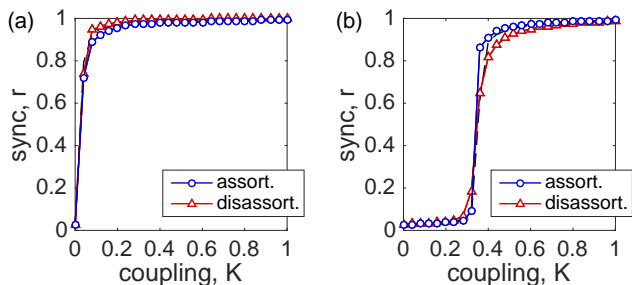 (a)
sync, r
1
0.8
0.6
0.4
0.2
0
assort.
disassort.
0 0.2 0.4 0.6 0.8 1
coupling, K
(b)
sync, r
1
0.8
0.6
0.4
0.2
0
assort.
disassort.
0 0.2 0.4 0.6 0.8 1
coupling, K